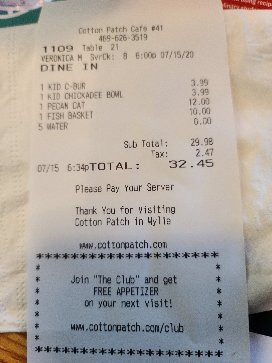 Cotton Patch Cafe #41
469-626-3519
1109 Table 21
VERONICA M SvrCk: 8 6:00p 07/15/20
DINE IN
1 KID C-BUR 3.99
1 KID CHICKADEE BOWL 3.99
1 PECAN CAT 12.00
1 FISH BASKET 10.00
5 WATER 0.00
Sub Total: 29.98
Tax: 2.47
07/15 6:34p TOTAL: 32.45
Please Pay Your Server
Thank You for Visiting
Cotton Patch in Wylie
www.cottonpatch.com
Join "The Club" and get
FREE APPETIZER
on your next visit!
www.cottonpatch.com/club